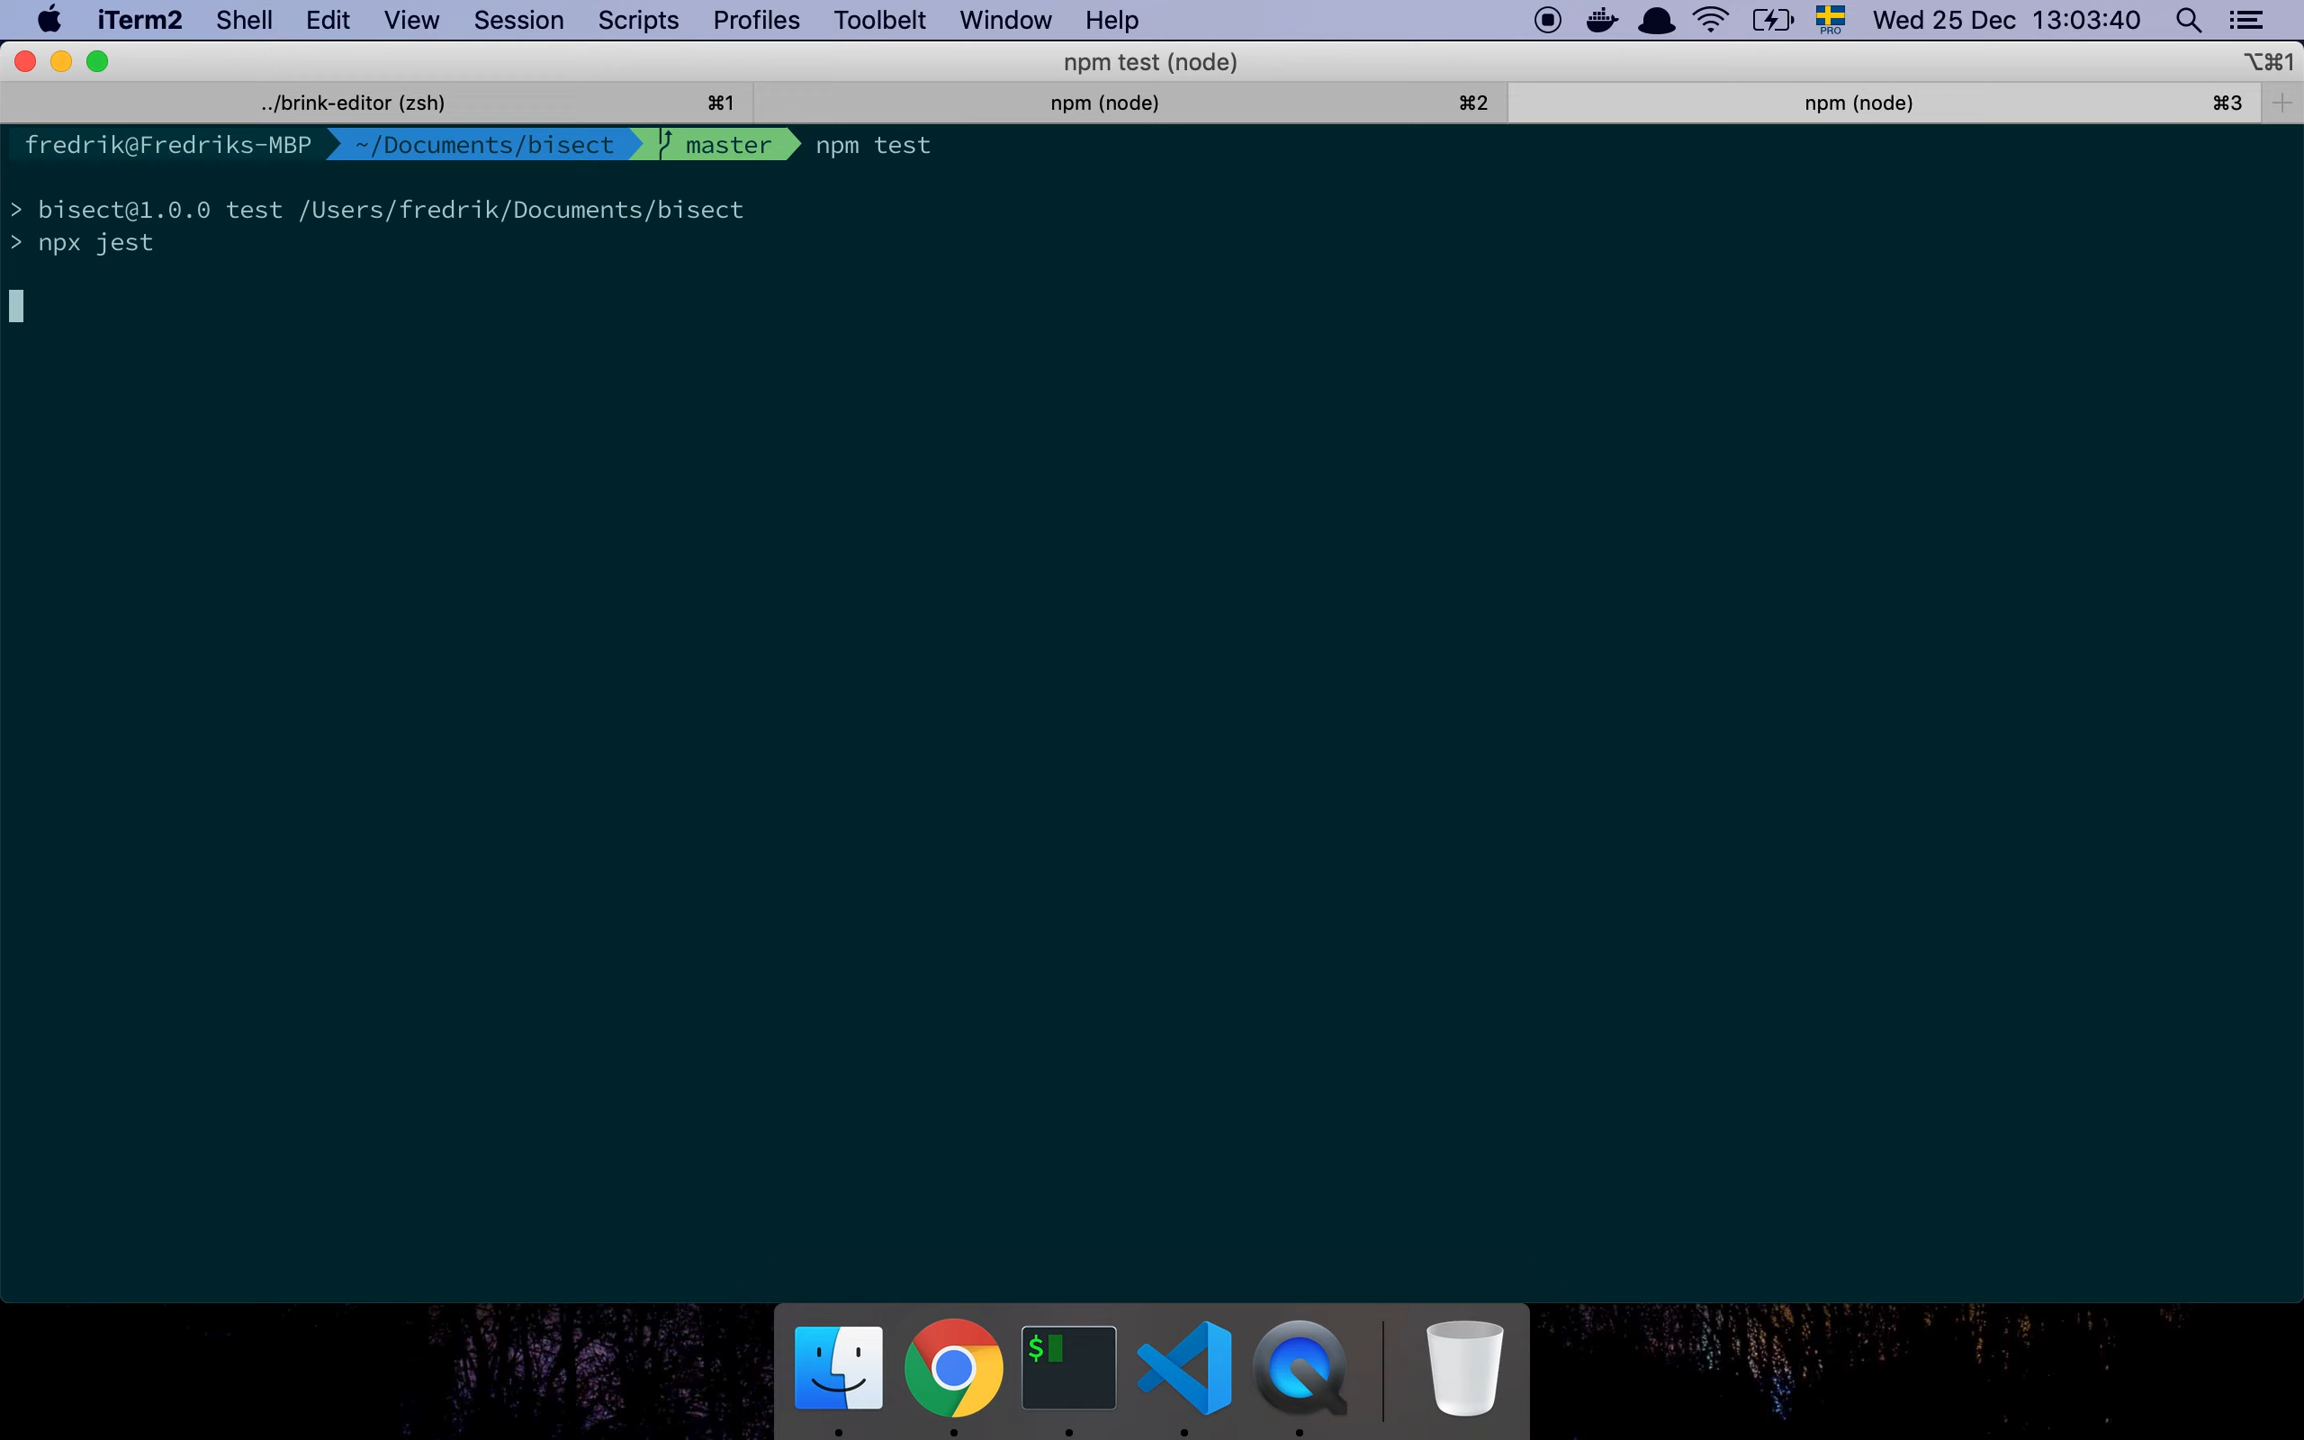 iTerm2 Shell Edit View Session Scripts Profiles Toolbelt Window Help PRO Wed 25 Dec 13:03:40
npm test (node) ⌥⌘1
../brink-editor (zsh) ⌘1 npm (node) ⌘2 npm (node) ⌘3
fredrik@Fredriks-MBP ~/Documents/bisect master npm test
> bisect@1.0.0 test /Users/fredrik/Documents/bisect
> npx jest
$